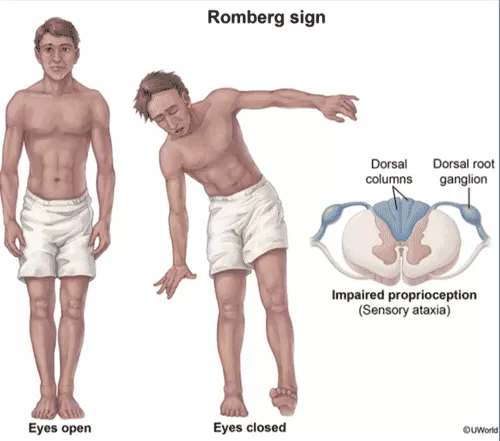 Romberg sign
Dorsal
columns
Dorsal root
ganglion
Impaired proprioception
(Sensory ataxia)
Eyes open
Eyes closed
©UWorld